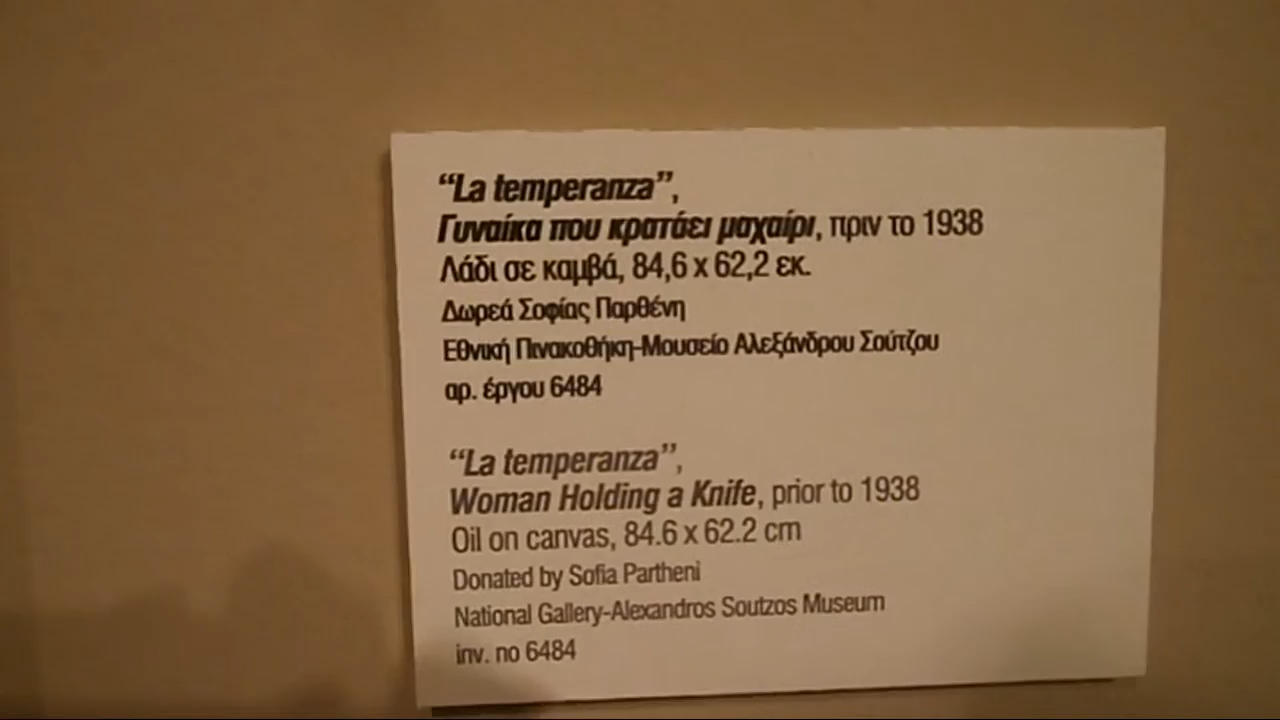 “La temperanza”,
Γυναίκα που κρατάει μαχαίρι, πριν το 1938
Λάδι σε καμβά, 84,6 x 62,2 εκ.
Δωρεά Σοφίας Παρθένη
Εθνική Πινακοθήκη-Μουσείο Αλεξάνδρου Σούτζου
αρ. έργου 6484
“La temperanza”,
Woman Holding a Knife, prior to 1938
Oil on canvas, 84.6 x 62.2 cm
Donated by Sofia Partheni
National Gallery-Alexandros Soutzos Museum
inv. no 6484